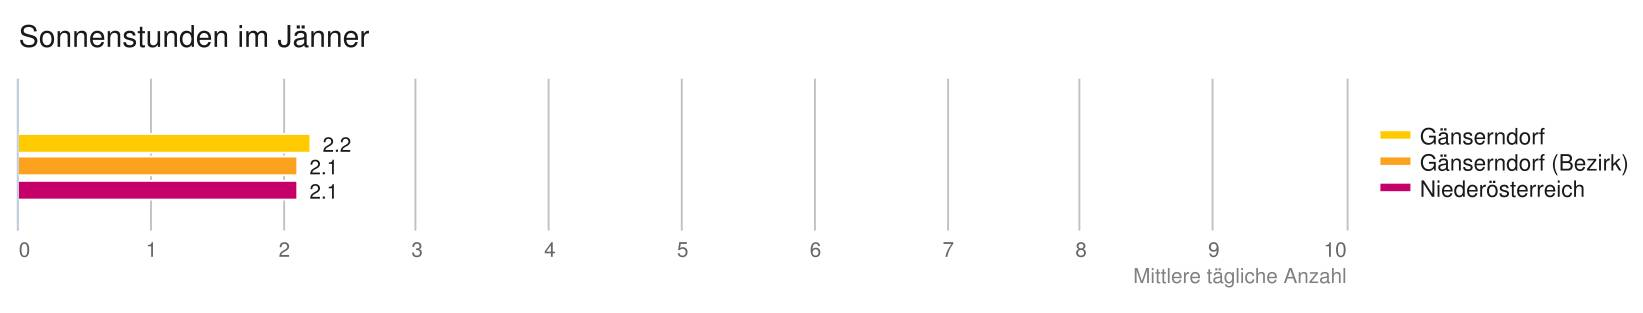 Sonnenstunden im Jänner
2.2
2.1
2.1
0 1 2 3 4 5 6 7 8 9 10
Mittlere tägliche Anzahl
Gänserndorf
Gänserndorf (Bezirk)
Niederösterreich